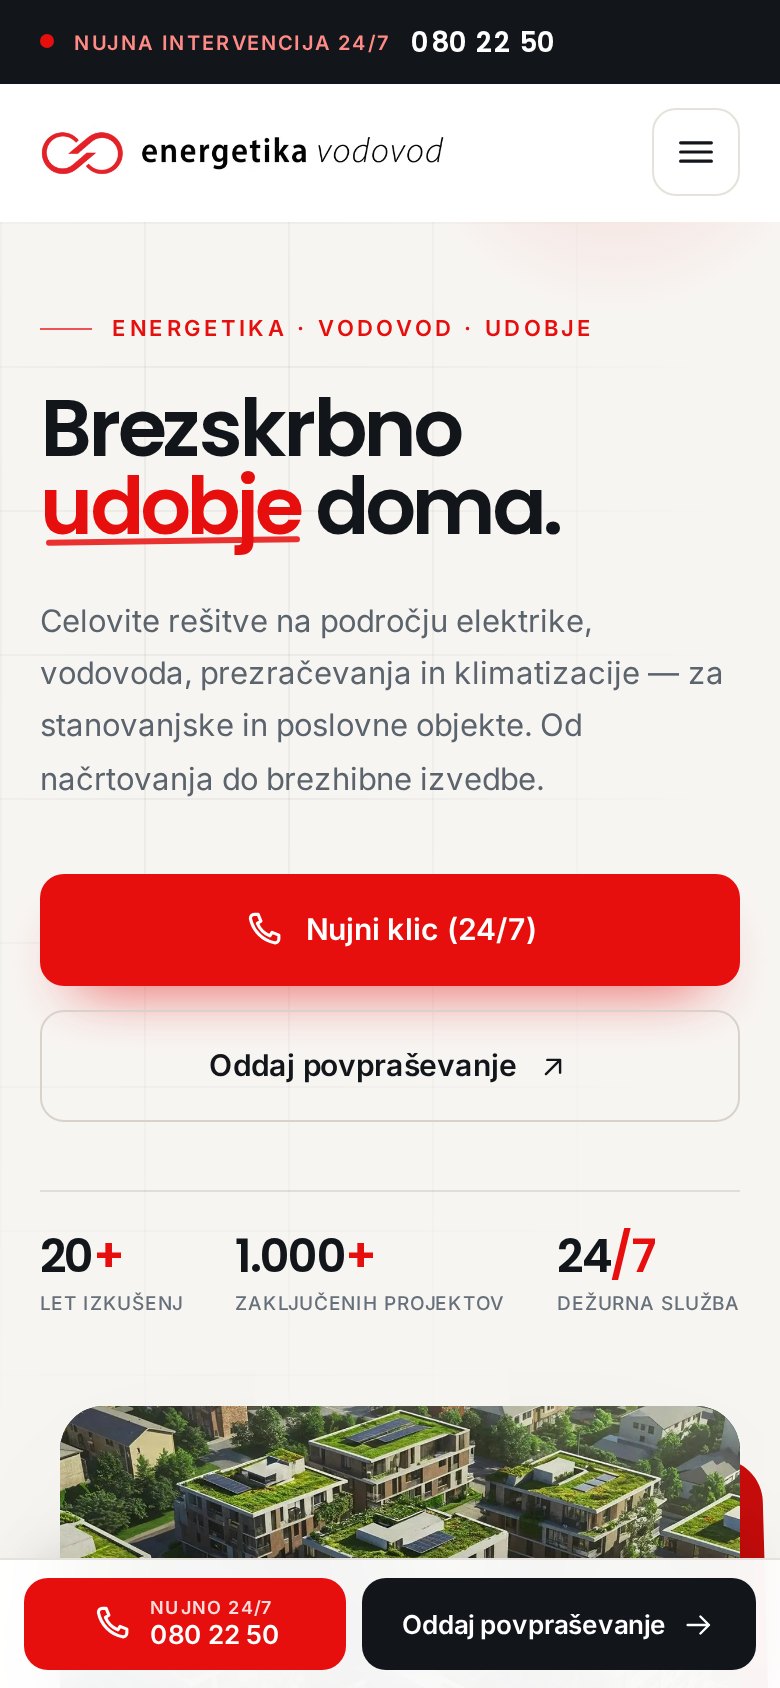 NUJNA INTERVENCIJA 24/7 080 22 50
energetika vodovod
ENERGETIKA · VODOVOD · UDOBJE
Brezskrbno
udobje doma.
Celovite rešitve na področju elektrike,
vodovoda, prezračevanja in klimatizacije — za
stanovanjske in poslovne objekte. Od
načrtovanja do brezhibne izvedbe.
Nujni klic (24/7)
Oddaj povpraševanje
20+ 1.000+ 24/7
LET IZKUŠENJ ZAKLJUČENIH PROJEKTOV DEŽURNA SLUŽBA
NUJNO 24/7
080 22 50
Oddaj povpraševanje